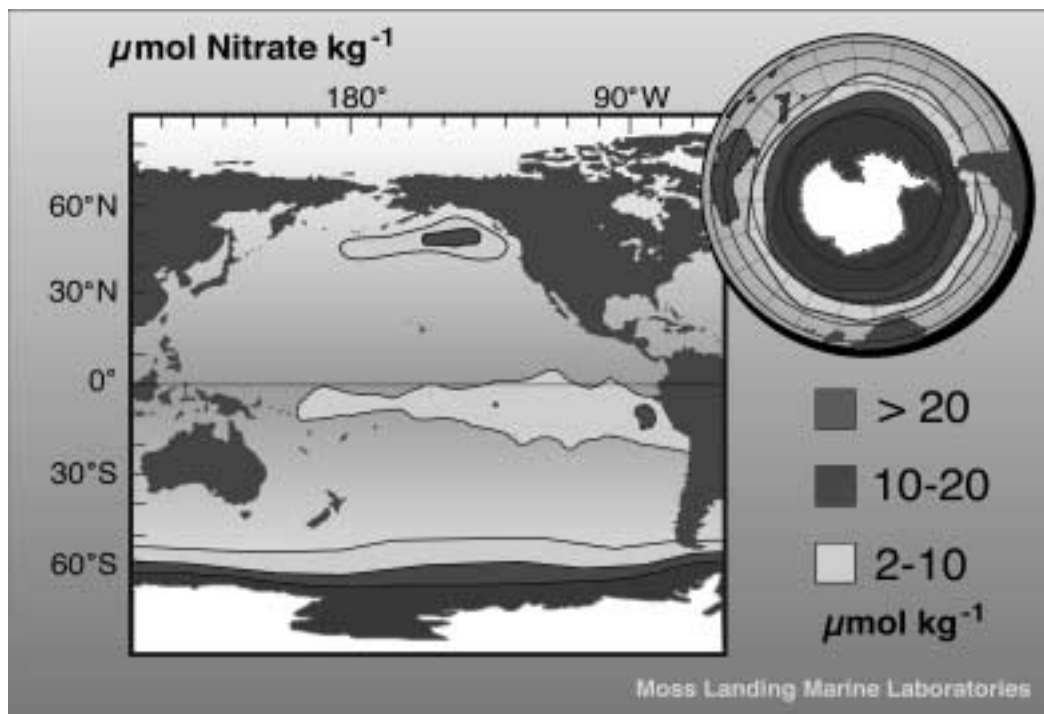 µmol Nitrate kg-1
180° 90°W
60°N
30°N
0°
30°S
60°S
> 20
10-20
2-10
µmol kg-1
Moss Landing Marine Laboratories